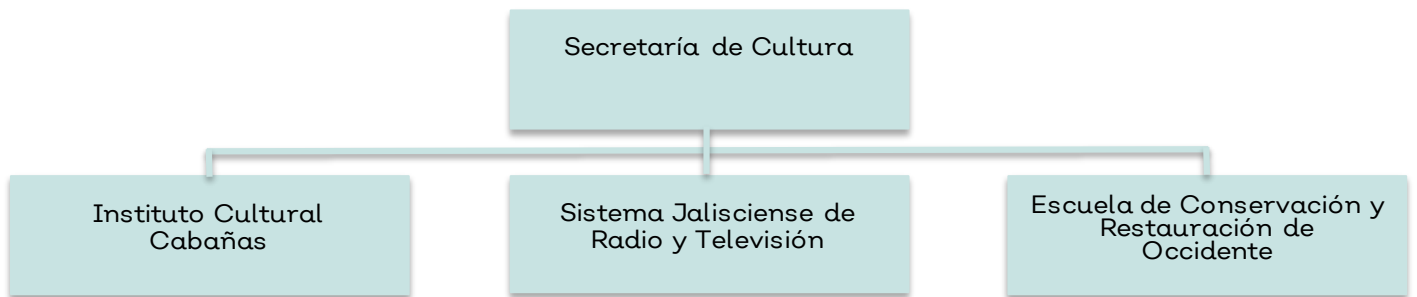 Secretaría de Cultura
Instituto Cultural
Cabañas
Sistema Jalisciense de
Radio y Televisión
Escuela de Conservación y
Restauración de
Occidente